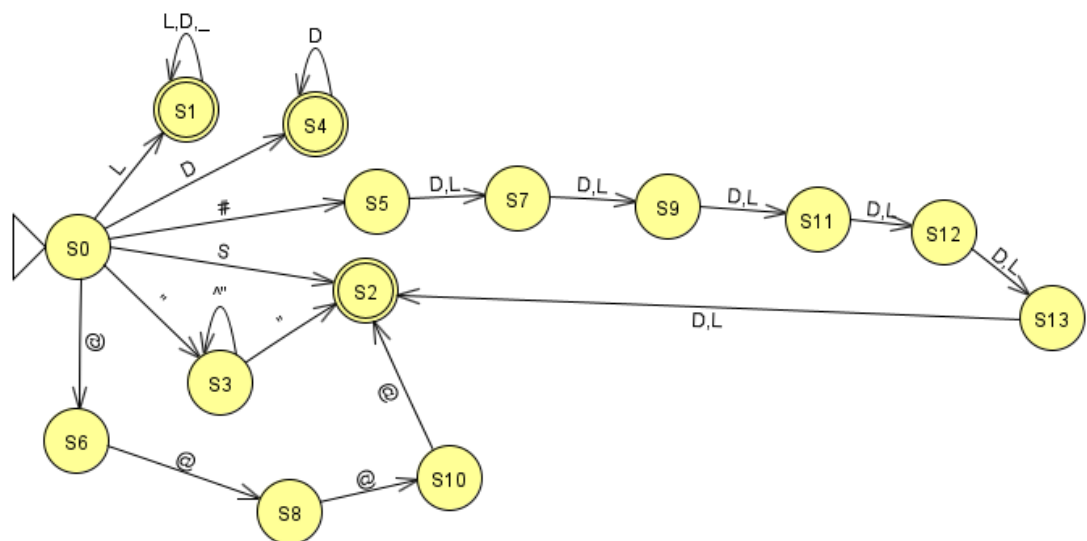 L,D,_
D
S1
S4
L
D
#
S5
D,L
S7
D,L
S9
D,L
S11
D,L
S12
D,L
S13
D,L
S0
S
S2
"
^"
"
S3
@
@
S6
@
S8
@
S10